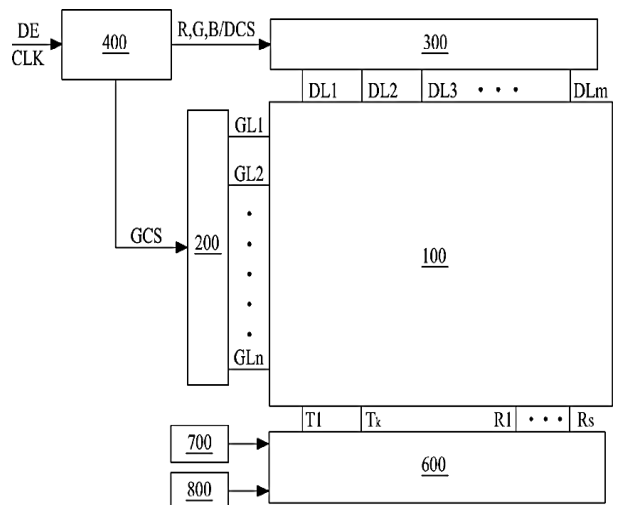 DE
CLK
400
R,G,B/DCS
300
DL1 DL2 DL3 • • • DLm
GL1
GL2
GCS
200
100
GLn
T1 Tk R1 • • • Rs
700
600
800